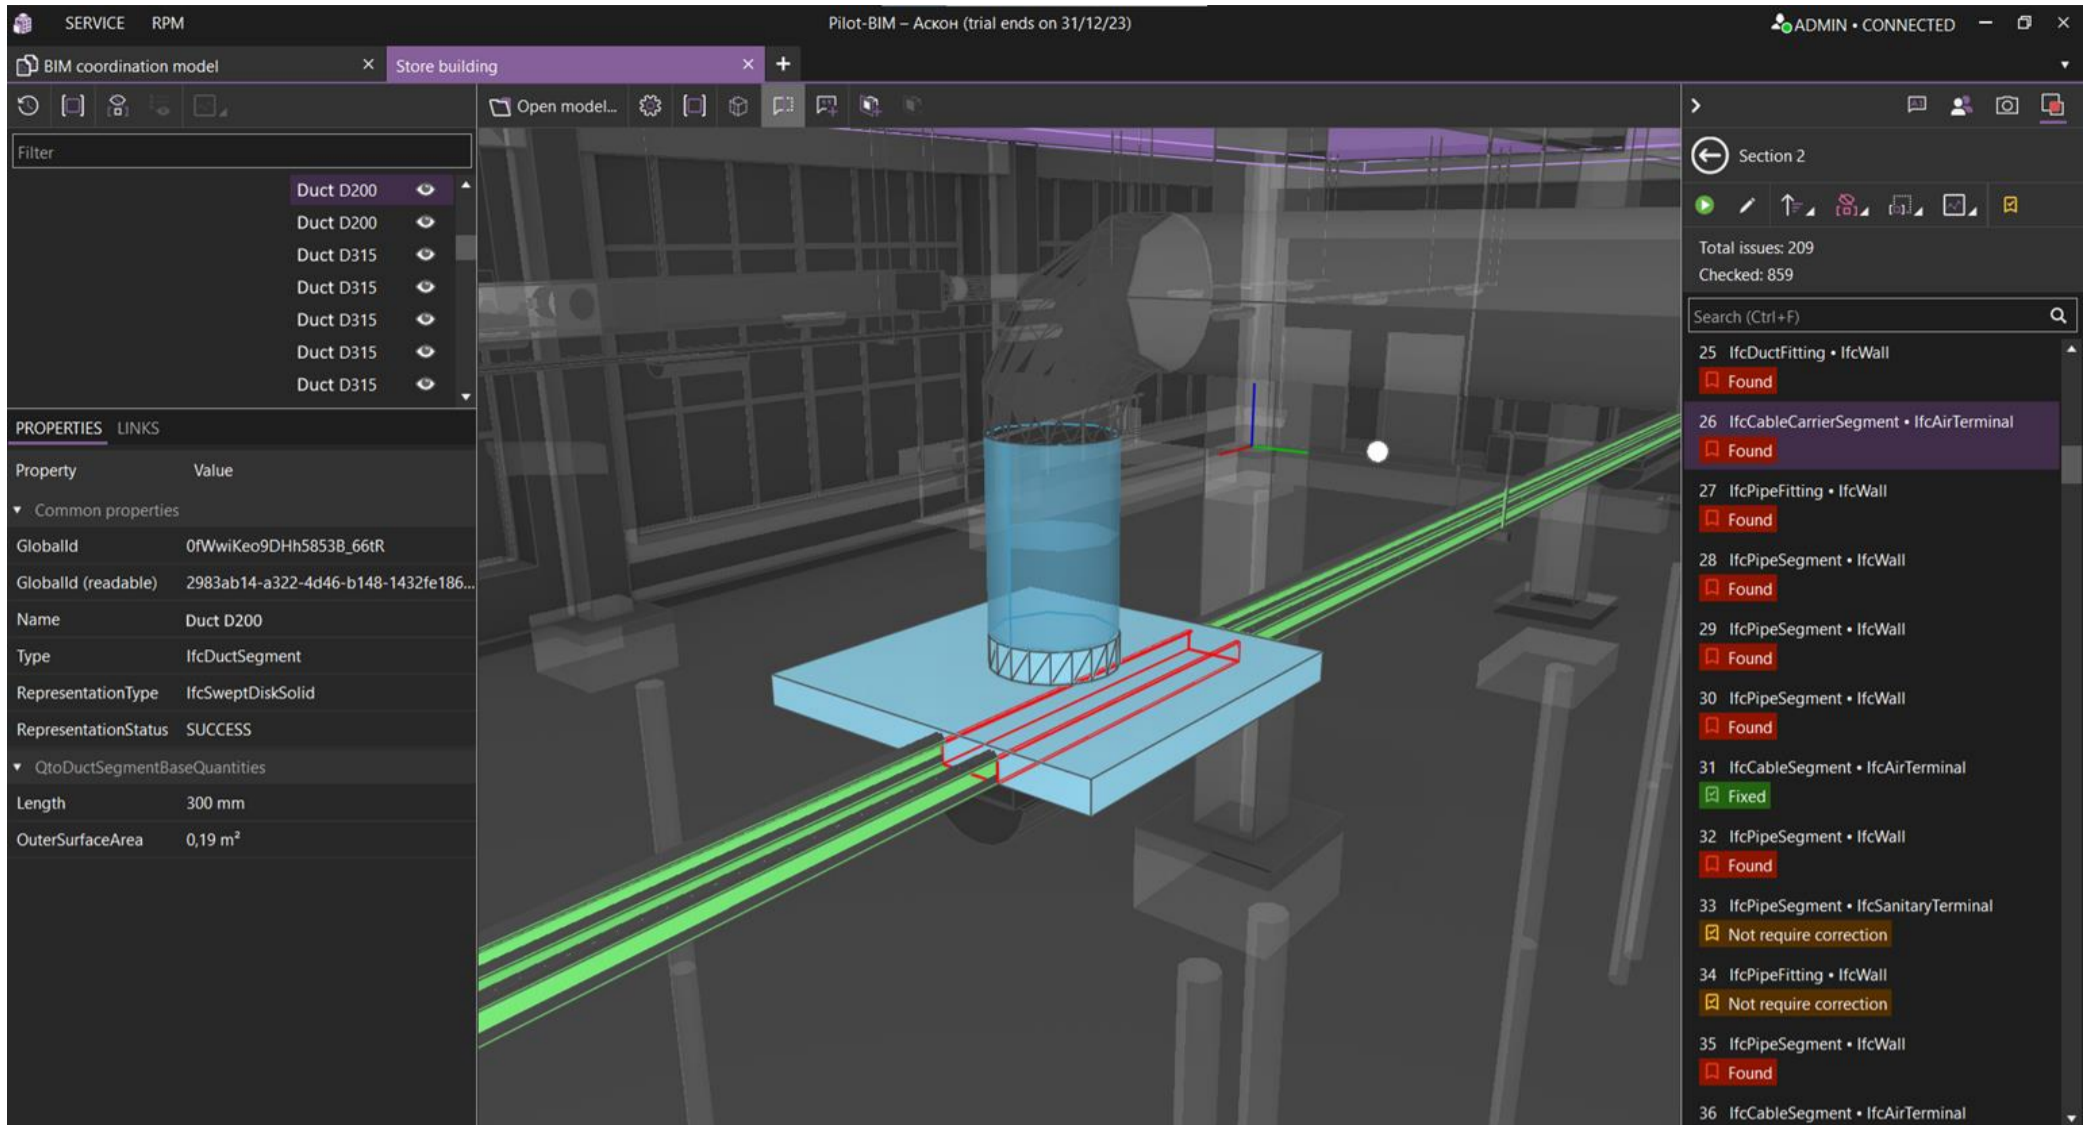 SERVICE RPM Pilot-BIM – Аскон (trial ends on 31/12/23) ADMIN • CONNECTED
BIM coordination model Store building
Open model...
Filter
Duct D200
Duct D200
Duct D315
Duct D315
Duct D315
Duct D315
Duct D315
PROPERTIES LINKS
Property Value
Common properties
GlobalId 0fWwiKeo9DHh5853B_66tR
GlobalId (readable) 2983ab14-a322-4d46-b148-1432fe186...
Name Duct D200
Type IfcDuctSegment
RepresentationType IfcSweptDiskSolid
RepresentationStatus SUCCESS
QtoDuctSegmentBaseQuantities
Length 300 mm
OuterSurfaceArea 0,19 m²
Section 2
Total issues: 209
Checked: 859
Search (Ctrl+F)
25 IfcDuctFitting • IfcWall
Found
26 IfcCableCarrierSegment • IfcAirTerminal
Found
27 IfcPipeFitting • IfcWall
Found
28 IfcPipeSegment • IfcWall
Found
29 IfcPipeSegment • IfcWall
Found
30 IfcPipeSegment • IfcWall
Found
31 IfcCableSegment • IfcAirTerminal
Fixed
32 IfcPipeSegment • IfcWall
Found
33 IfcPipeSegment • IfcSanitaryTerminal
Not require correction
34 IfcPipeFitting • IfcWall
Not require correction
35 IfcPipeSegment • IfcWall
Found
36 IfcCableSegment • IfcAirTerminal